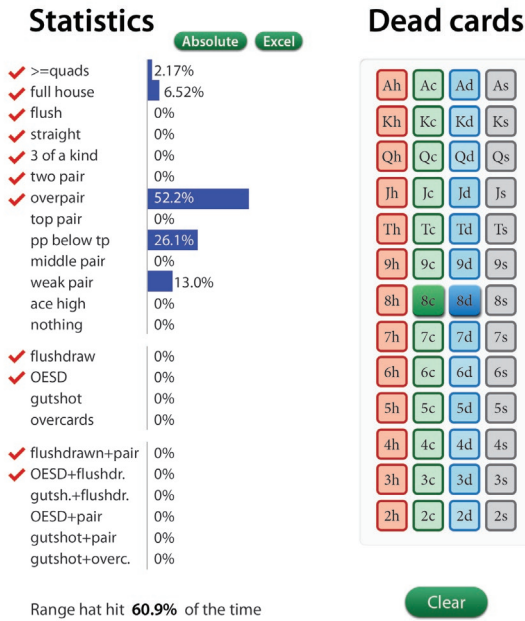 Statistics
Absolute Excel
>=quads 2.17%
full house 6.52%
flush 0%
straight 0%
3 of a kind 0%
two pair 0%
overpair 52.2%
top pair 0%
pp below tp 26.1%
middle pair 0%
weak pair 13.0%
ace high 0%
nothing 0%
flushdraw 0%
OESD 0%
gutshot 0%
overcards 0%
flushdrawn+pair 0%
OESD+flushdr. 0%
gutsh.+flushdr. 0%
OESD+pair 0%
gutshot+pair 0%
gutshot+overc. 0%
Range hat hit 60.9% of the time
Dead cards
Ah Ac Ad As
Kh Kc Kd Ks
Qh Qc Qd Qs
Jh Jc Jd Js
Th Tc Td Ts
9h 9c 9d 9s
8h 8c 8d 8s
7h 7c 7d 7s
6h 6c 6d 6s
5h 5c 5d 5s
4h 4c 4d 4s
3h 3c 3d 3s
2h 2c 2d 2s
Clear